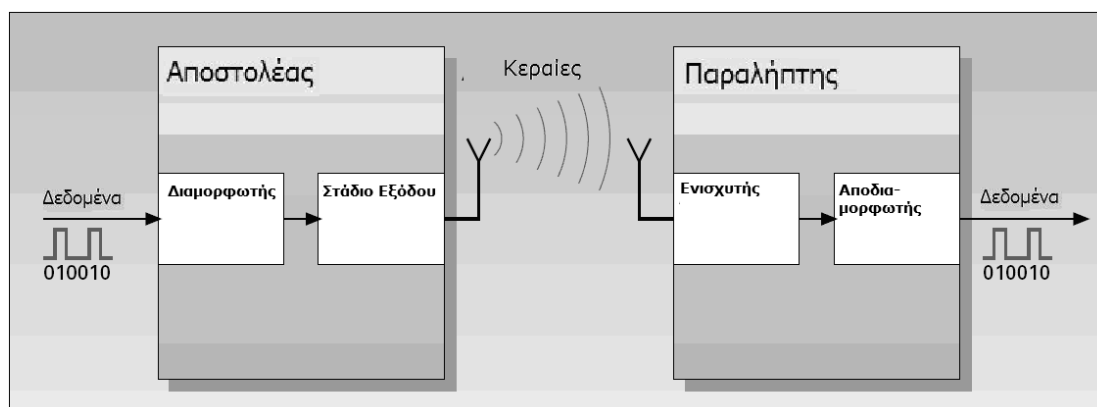 Αποστολέας
Κεραίες
Παραλήπτης
Δεδομένα
010010
Διαμορφωτής
Στάδιο Εξόδου
Ενισχυτής
Αποδια-
μορφωτής
Δεδομένα
010010